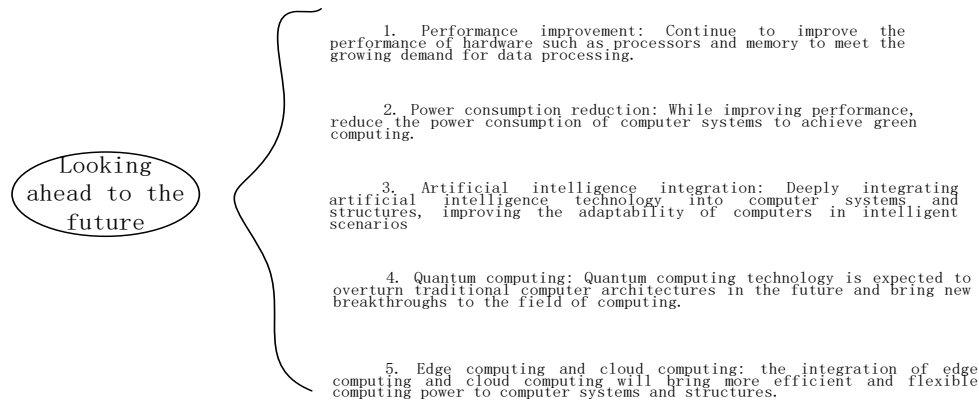 Looking
ahead to the
future
1. Performance improvement: Continue to improve the
performance of hardware such as processors and memory to meet the
growing demand for data processing.
2. Power consumption reduction: While improving performance,
reduce the power consumption of computer systems to achieve green
computing.
3. Artificial intelligence integration: Deeply integrating
artificial intelligence technology into computer systems and
structures, improving the adaptability of computers in intelligent
scenarios
4. Quantum computing: Quantum computing technology is expected to
overturn traditional computer architectures in the future and bring new
breakthroughs to the field of computing.
5. Edge computing and cloud computing: the integration of edge
computing and cloud computing will bring more efficient and flexible
computing power to computer systems and structures.